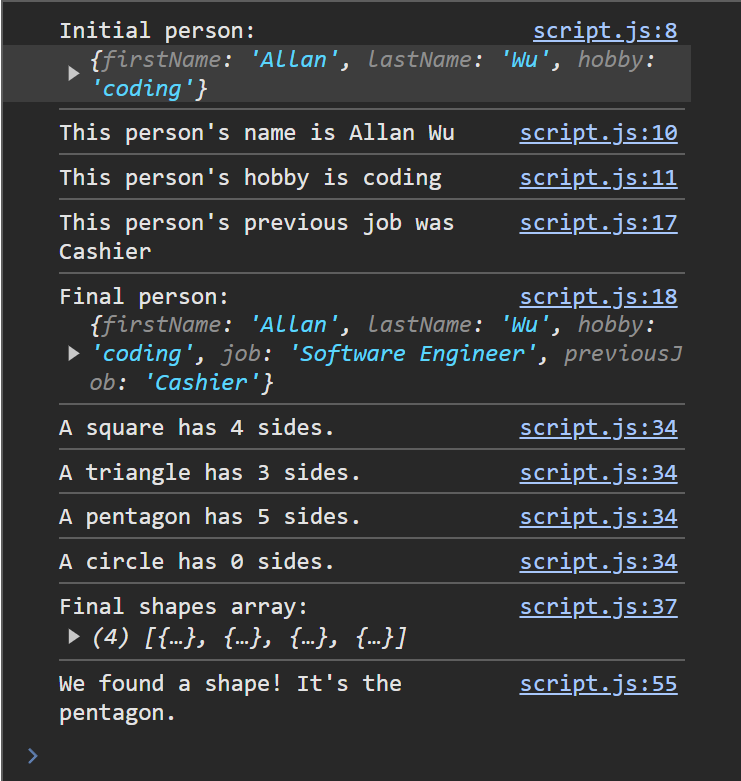 Initial person: script.js:8
{firstName: 'Allan', lastName: 'Wu', hobby:
'coding'}
This person's name is Allan Wu script.js:10
This person's hobby is coding script.js:11
This person's previous job was script.js:17
Cashier
Final person: script.js:18
{firstName: 'Allan', lastName: 'Wu', hobby:
'coding', job: 'Software Engineer', previousJ
ob: 'Cashier'}
A square has 4 sides. script.js:34
A triangle has 3 sides. script.js:34
A pentagon has 5 sides. script.js:34
A circle has 0 sides. script.js:34
Final shapes array: script.js:37
(4) [{…}, {…}, {…}, {…}]
We found a shape! It's the script.js:55
pentagon.